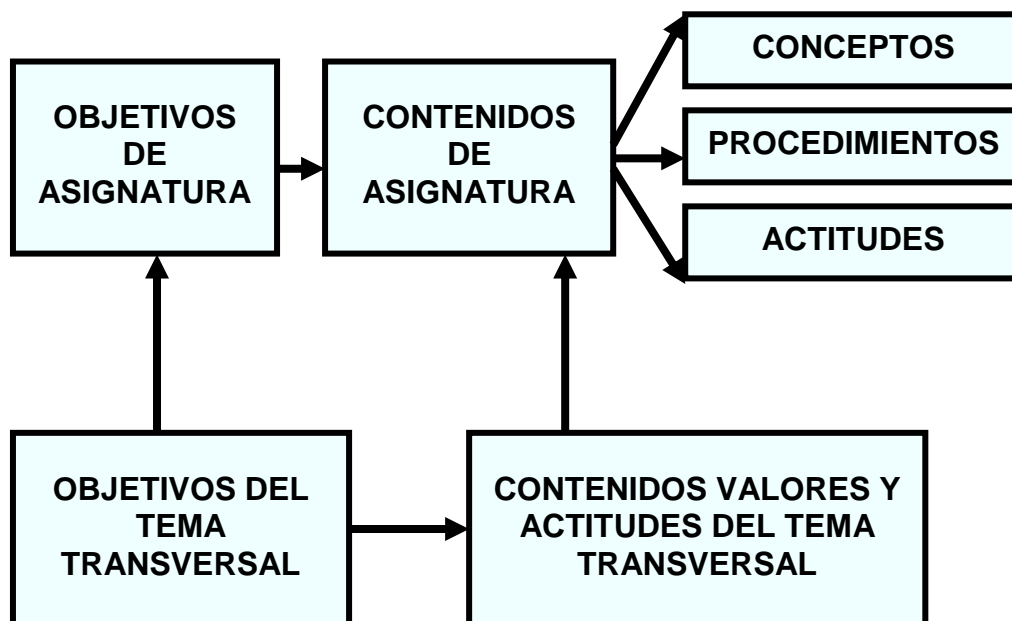 OBJETIVOS
DE
ASIGNATURA
CONTENIDOS
DE
ASIGNATURA
CONCEPTOS
PROCEDIMIENTOS
ACTITUDES
OBJETIVOS DEL
TEMA
TRANSVERSAL
CONTENIDOS VALORES Y
ACTITUDES DEL TEMA
TRANSVERSAL